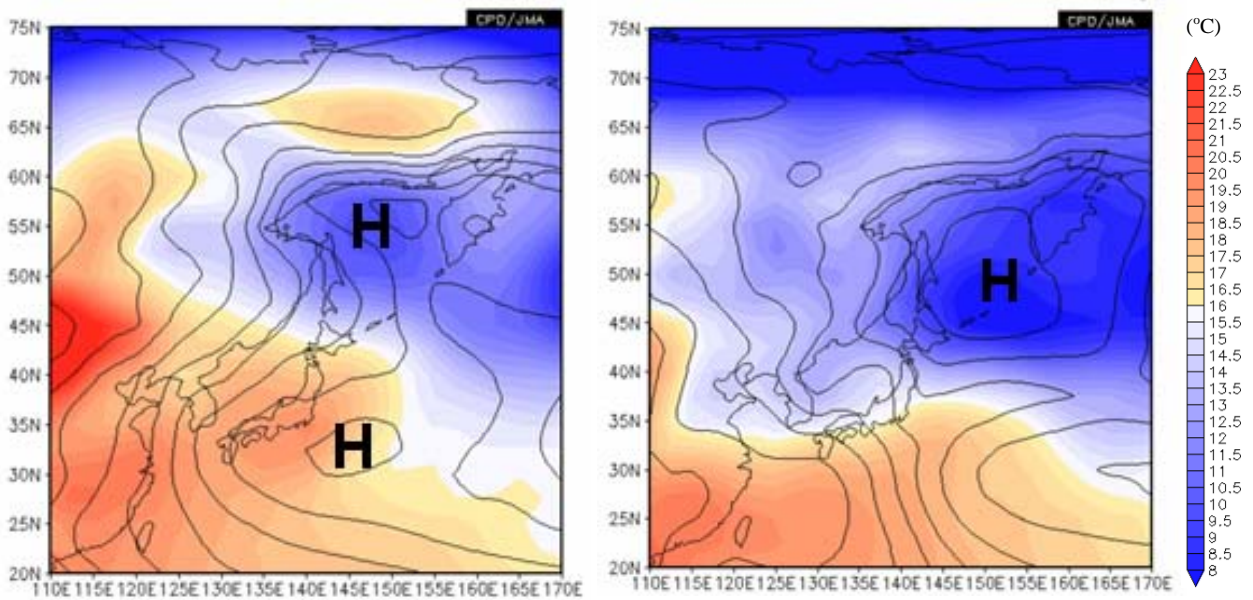 CPD/JMA
75N
70N
65N
60N
55N
50N
45N
40N
35N
30N
25N
20N
110E 115E 120E 125E 130E 135E 140E 145E 150E 155E 160E 165E 170E
H
H
CPD/JMA
75N
70N
65N
60N
55N
50N
45N
40N
35N
30N
25N
20N
110E 115E 120E 125E 130E 135E 140E 145E 150E 155E 160E 165E 170E
H
(°C)
23
22.5
22
21.5
21
20.5
20
19.5
19
18.5
18
17.5
17
16.5
16
15.5
15
14.5
14
13.5
13
12.5
12
11.5
11
10.5
10
9.5
9
8.5
8